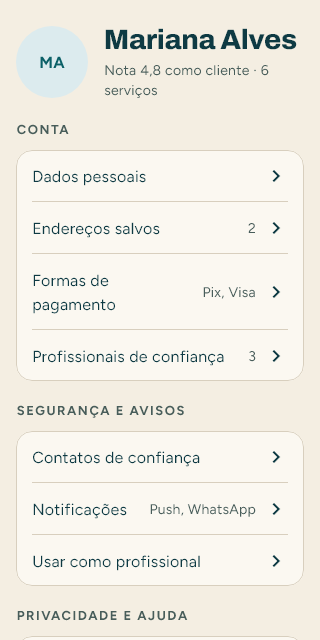 MA
Mariana Alves
Nota 4,8 como cliente · 6
serviços
CONTA
Dados pessoais
Endereços salvos 2
Formas de
pagamento
Pix, Visa
Profissionais de confiança 3
SEGURANÇA E AVISOS
Contatos de confiança
Notificações Push, WhatsApp
Usar como profissional
PRIVACIDADE E AJUDA